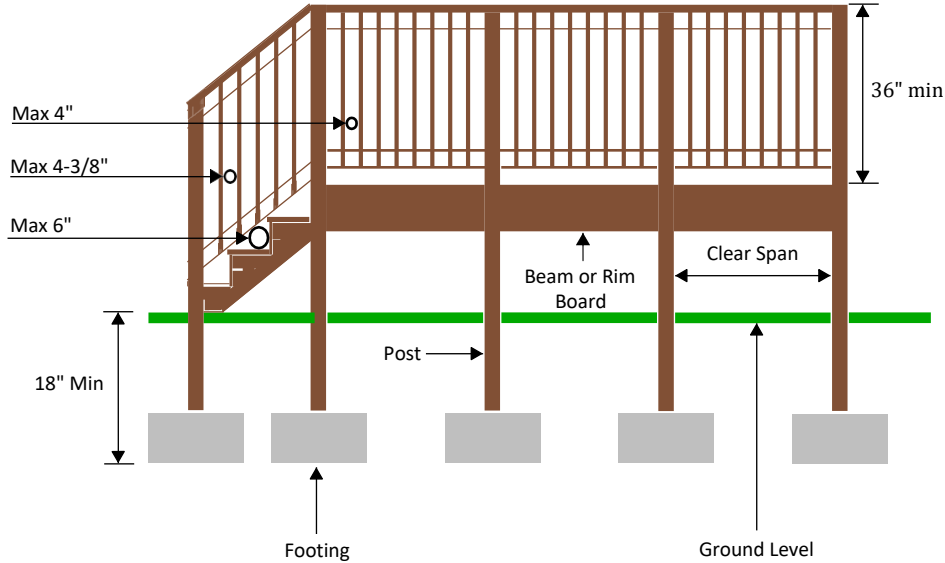 36" min
Max 4"
Max 4-3/8"
Max 6"
Clear Span
Beam or Rim
Board
Post
18" Min
Footing
Ground Level